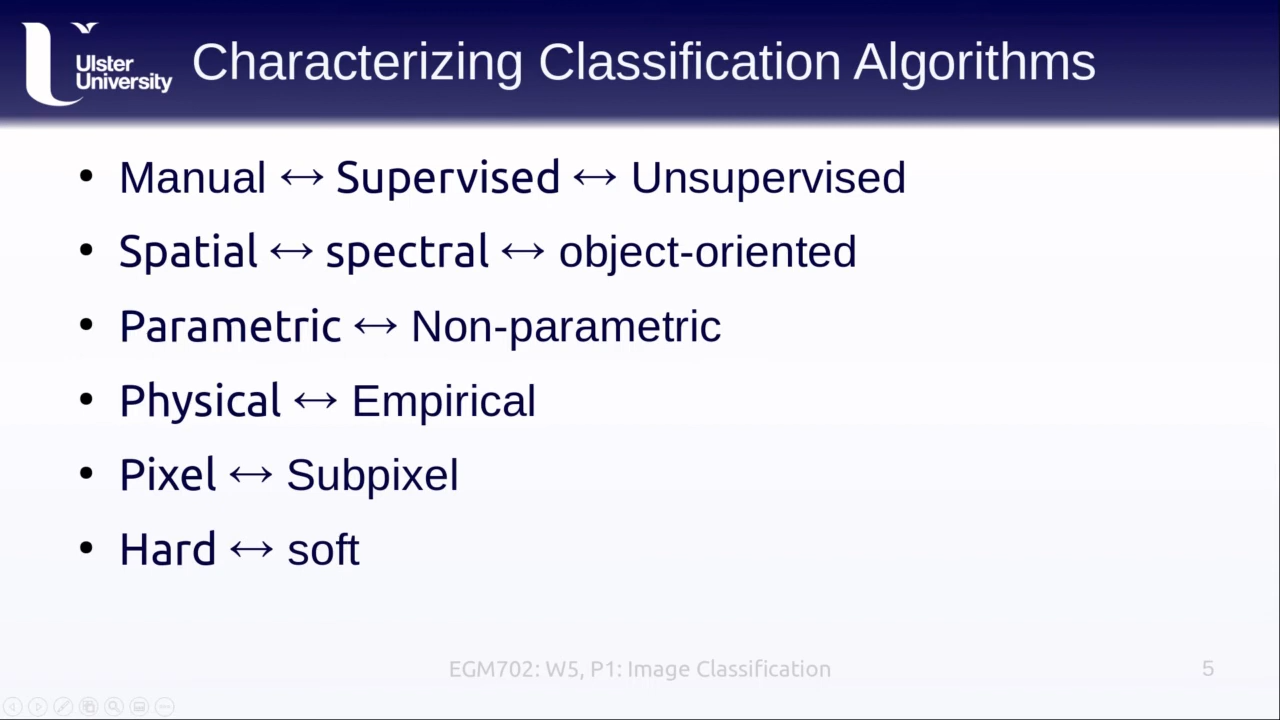 Ulster
University
Characterizing Classification Algorithms
• Manual ↔ Supervised ↔ Unsupervised
• Spatial ↔ spectral ↔ object-oriented
• Parametric ↔ Non-parametric
• Physical ↔ Empirical
• Pixel ↔ Subpixel
• Hard ↔ soft
EGM702: W5, P1: Image Classification
5